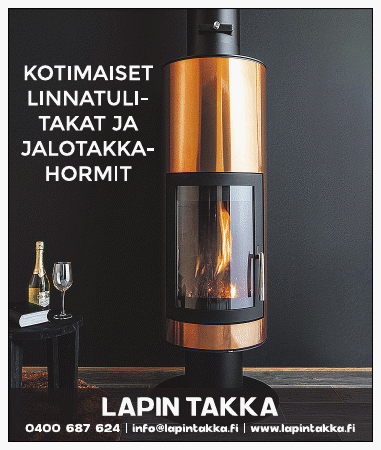 KOTIMAISET
LINNATULI-
TAKAT JA
JALOTAKKA-
HORMIT
LAPIN TAKKA
0400 687 624 | info@lapintakka.fi | www.lapintakka.fi